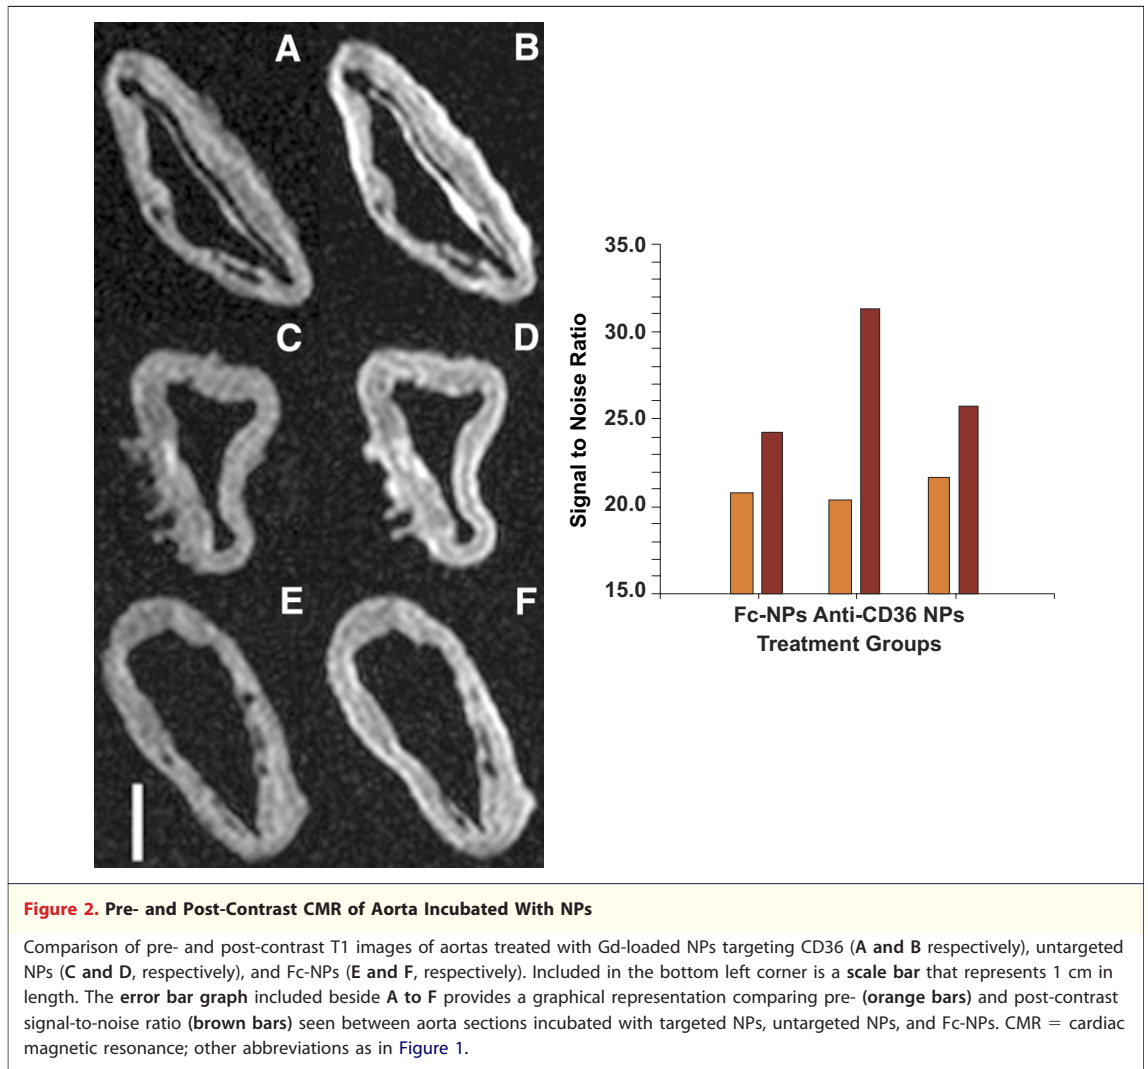 A
B
C
D
E
F
35.0
30.0
25.0
20.0
15.0
Signal to Noise Ratio
Fc-NPs Anti-CD36 NPs
Treatment Groups
Figure 2. Pre- and Post-Contrast CMR of Aorta Incubated With NPs
Comparison of pre- and post-contrast T1 images of aortas treated with Gd-loaded NPs targeting CD36 (A and B respectively), untargeted
NPs (C and D, respectively), and Fc-NPs (E and F, respectively). Included in the bottom left corner is a scale bar that represents 1 cm in
length. The error bar graph included beside A to F provides a graphical representation comparing pre- (orange bars) and post-contrast
signal-to-noise ratio (brown bars) seen between aorta sections incubated with targeted NPs, untargeted NPs, and Fc-NPs. CMR = cardiac
magnetic resonance; other abbreviations as in Figure 1.